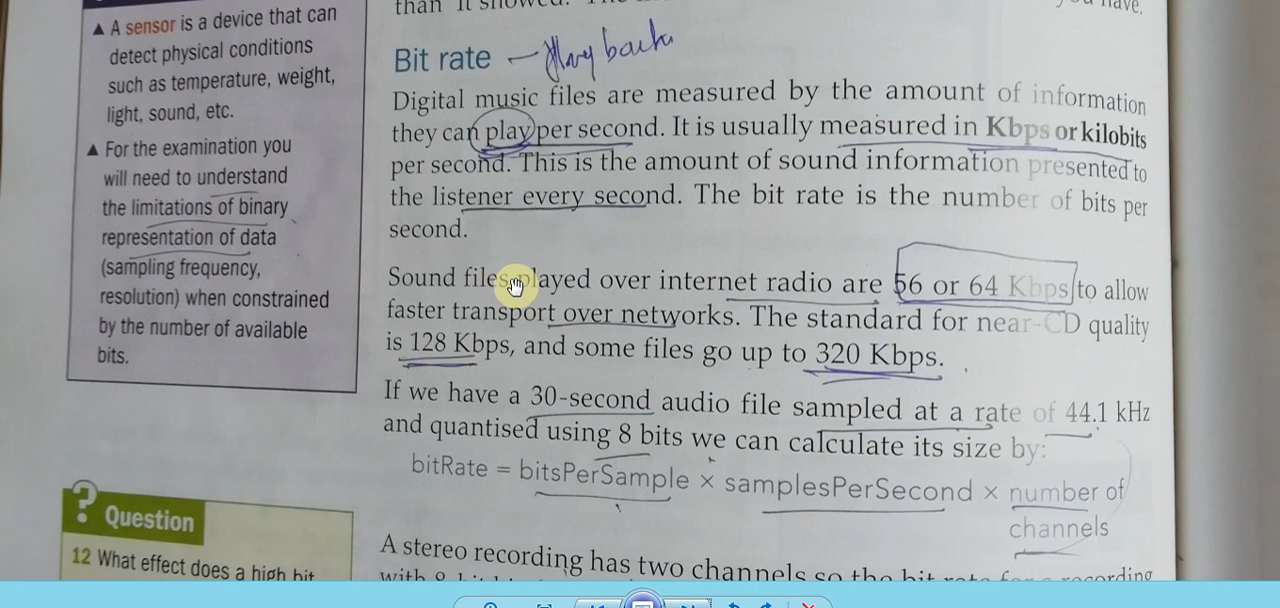 ▲ A sensor is a device that can
detect physical conditions
such as temperature, weight,
light, sound, etc.
▲ For the examination you
will need to understand
the limitations of binary
representation of data
(sampling frequency,
resolution) when constrained
by the number of available
bits.
? Question
12 What effect does a high bit
than it showed.
you have.
Bit rate – Play back
Digital music files are measured by the amount of information
they can play per second. It is usually measured in Kbps or kilobits
per second. This is the amount of sound information presented to
the listener every second. The bit rate is the number of bits per
second.
Sound files played over internet radio are 56 or 64 Kbps to allow
faster transport over networks. The standard for near-CD quality
is 128 Kbps, and some files go up to 320 Kbps.
If we have a 30-second audio file sampled at a rate of 44.1 kHz
and quantised using 8 bits we can calculate its size by:
bitRate = bitsPerSample × samplesPerSecond × number of
channels
A stereo recording has two channels so the bit rate for a recording
with 8